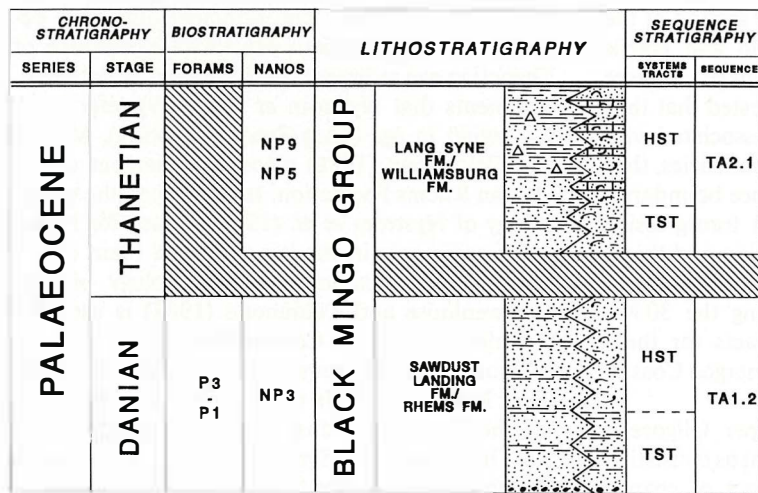 CHRONO-
STRATIGRAPHY
BIOSTRATIGRAPHY
LITHOSTRATIGRAPHY
SEQUENCE
STRATIGRAPHY
SERIES
STAGE
FORAMS
NANOS
SYSTEMS
TRACTS
SEQUENCE
PALAEOCENE
THANETIAN
NP9
-
NP5
BLACK MINGO GROUP
LANG SYNE
FM./
WILLIAMSBURG
FM.
HST
TST
TA2.1
DANIAN
P3
-
P1
NP3
SAWDUST
LANDING
FM./
RHEMS FM.
HST
TST
TA1.2